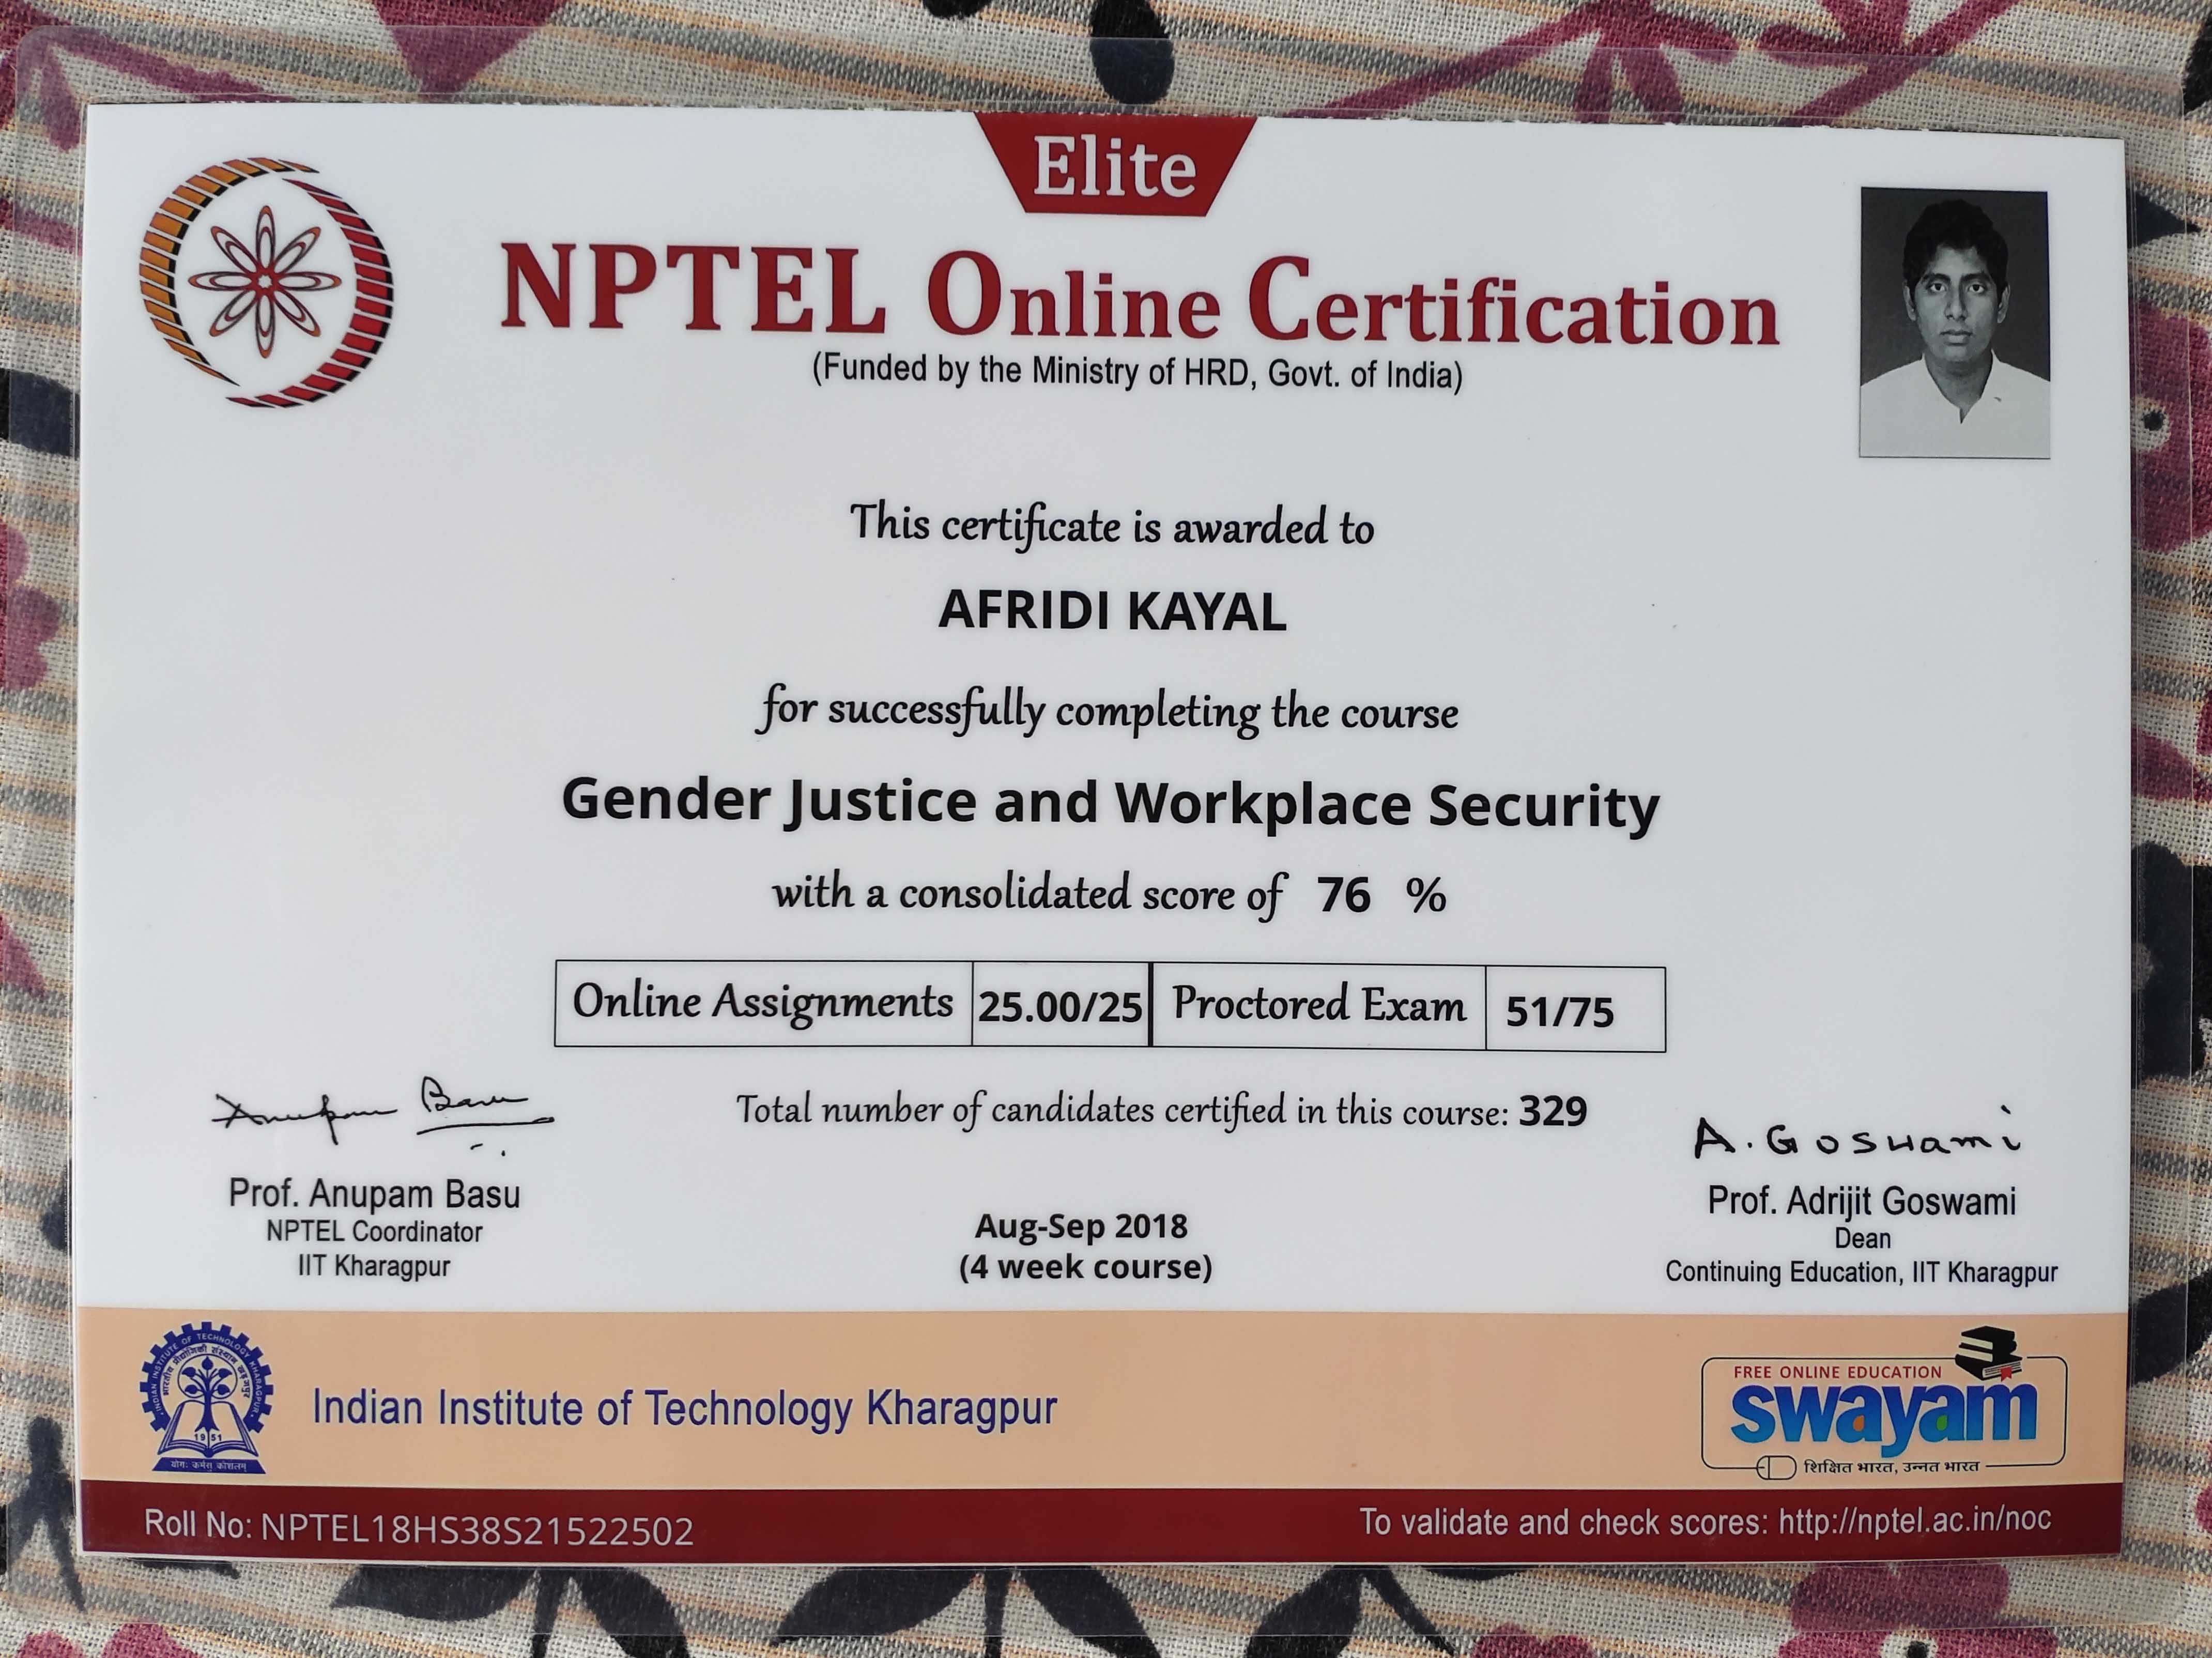 Elite
NPTEL Online Certification
(Funded by the Ministry of HRD, Govt. of India)
This certificate is awarded to
AFRIDI KAYAL
for successfully completing the course
Gender Justice and Workplace Security
with a consolidated score of 76 %
Online Assignments 25.00/25 Proctored Exam 51/75
Total number of candidates certified in this course: 329
Anupam Basu
A. Goswami
Prof. Anupam Basu
NPTEL Coordinator
IIT Kharagpur
Aug-Sep 2018
(4 week course)
Prof. Adrijit Goswami
Dean
Continuing Education, IIT Kharagpur
INDIAN INSTITUTE OF TECHNOLOGY KHARAGPUR
भारतीय प्रौद्योगिकी संस्थान खड़गपुर
1951
योगः कर्मसु कौशलम्
Indian Institute of Technology Kharagpur
FREE ONLINE EDUCATION
swayam
शिक्षित भारत, उन्नत भारत
Roll No: NPTEL18HS38S21522502
To validate and check scores: http://nptel.ac.in/noc